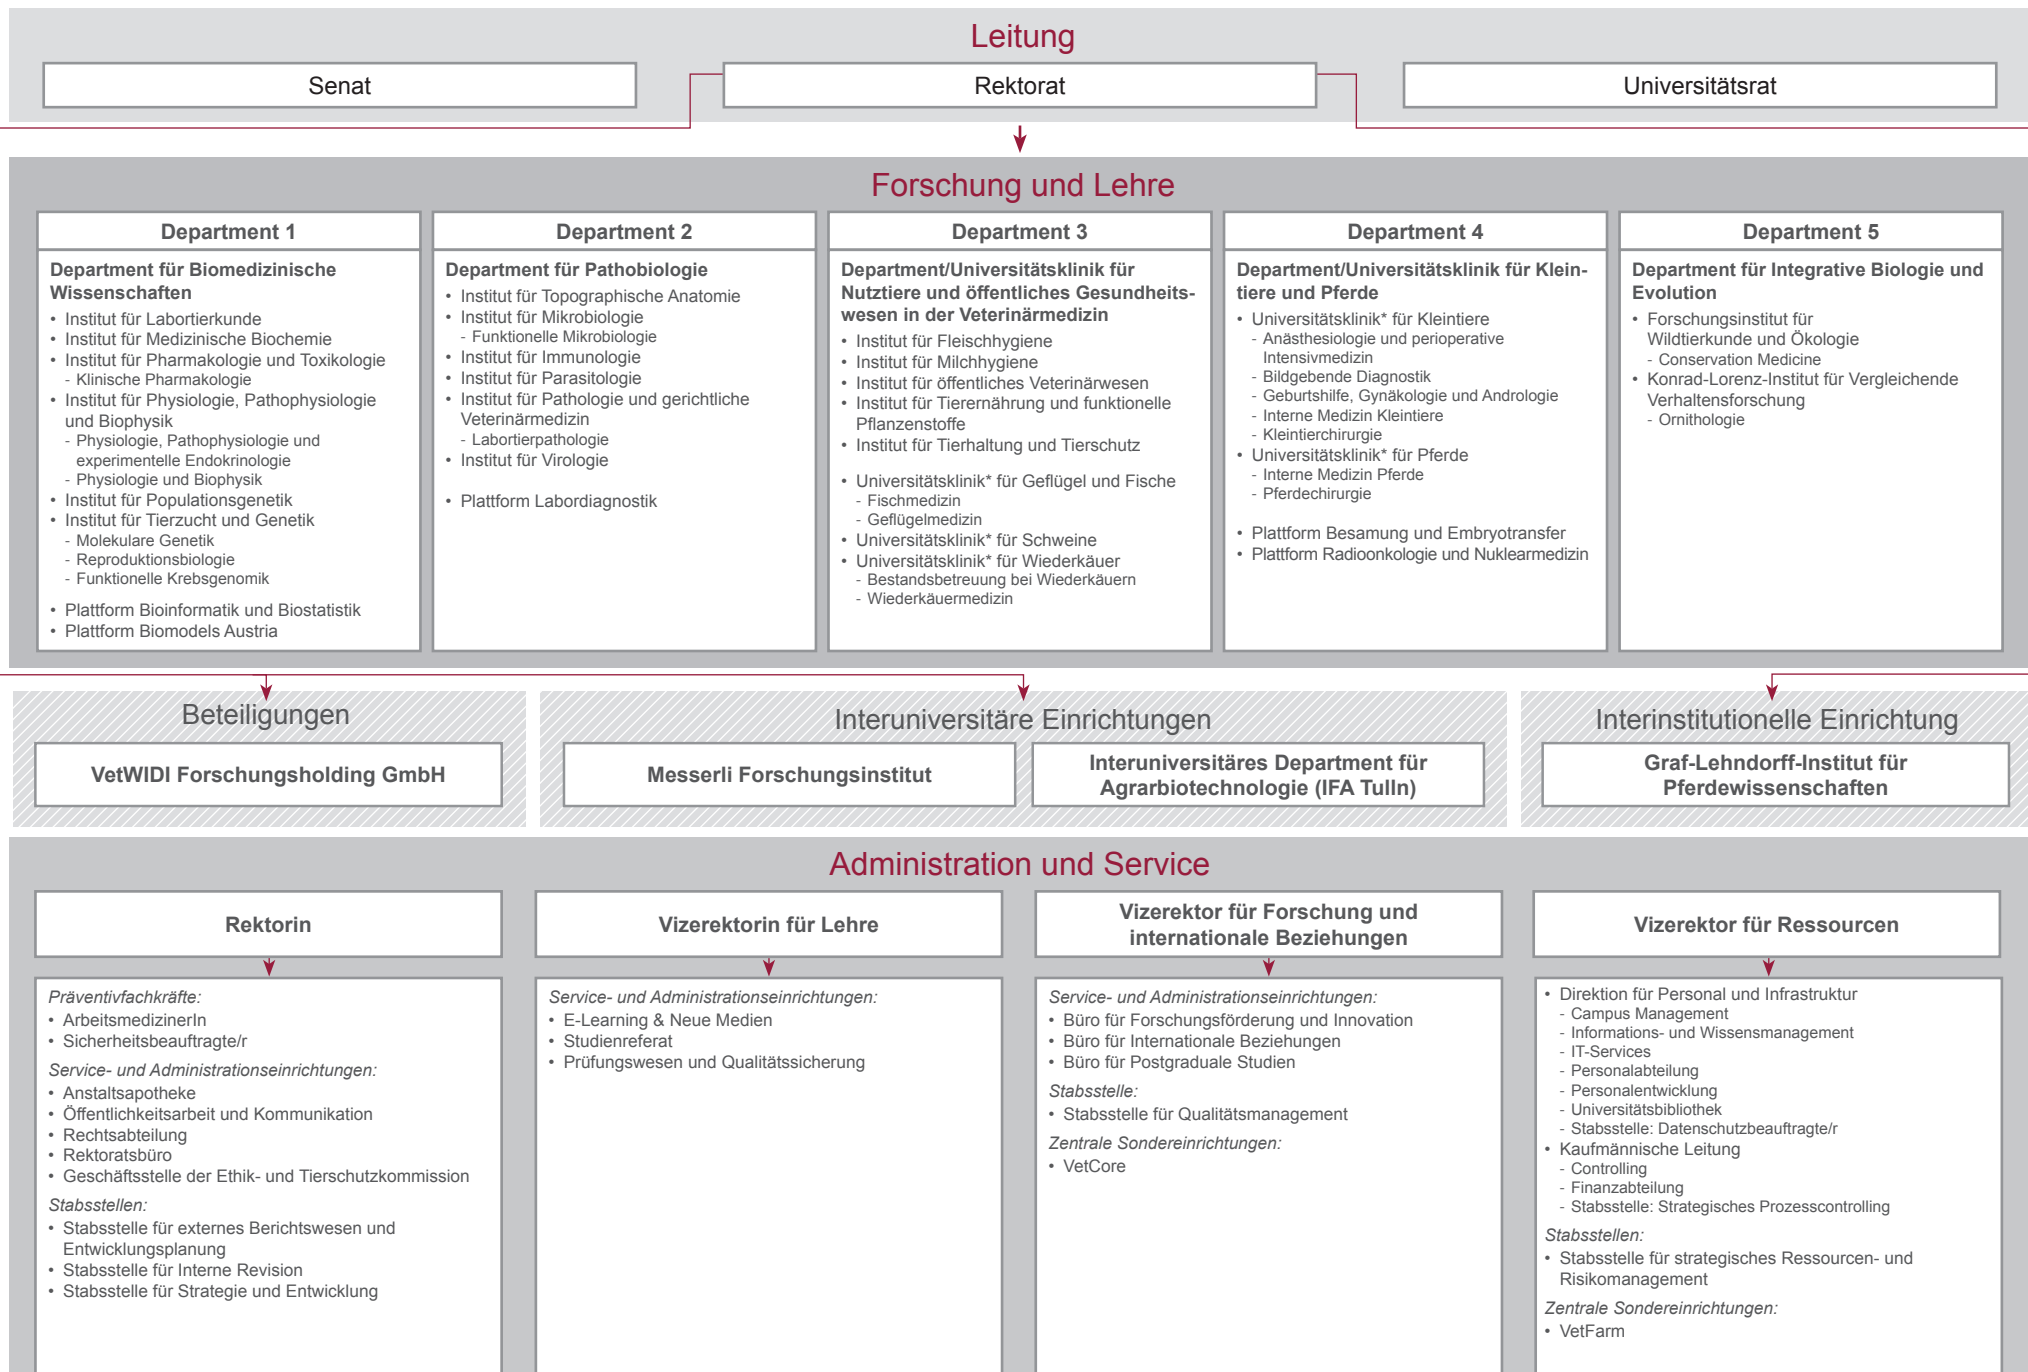 Leitung
Senat
Rektorat
Universitätsrat
Forschung und Lehre
Department 1
Department für Biomedizinische
Wissenschaften
• Institut für Labortierkunde
• Institut für Medizinische Biochemie
• Institut für Pharmakologie und Toxikologie
- Klinische Pharmakologie
• Institut für Physiologie, Pathophysiologie
und Biophysik
- Physiologie, Pathophysiologie und
experimentelle Endokrinologie
- Physiologie und Biophysik
• Institut für Populationsgenetik
• Institut für Tierzucht und Genetik
- Molekulare Genetik
- Reproduktionsbiologie
- Funktionelle Krebsgenomik
• Plattform Bioinformatik und Biostatistik
• Plattform Biomodels Austria
Department 2
Department für Pathobiologie
• Institut für Topographische Anatomie
• Institut für Mikrobiologie
- Funktionelle Mikrobiologie
• Institut für Immunologie
• Institut für Parasitologie
• Institut für Pathologie und gerichtliche
Veterinärmedizin
- Labortierpathologie
• Institut für Virologie
• Plattform Labordiagnostik
Department 3
Department/Universitätsklinik für
Nutztiere und öffentliches Gesundheits-
wesen in der Veterinärmedizin
• Institut für Fleischhygiene
• Institut für Milchhygiene
• Institut für öffentliches Veterinärwesen
• Institut für Tierernährung und funktionelle
Pflanzenstoffe
• Institut für Tierhaltung und Tierschutz
• Universitätsklinik* für Geflügel und Fische
- Fischmedizin
- Geflügelmedizin
• Universitätsklinik* für Schweine
• Universitätsklinik* für Wiederkäuer
- Bestandsbetreuung bei Wiederkäuern
- Wiederkäuermedizin
Department 4
Department/Universitätsklinik für Klein-
tiere und Pferde
• Universitätsklinik* für Kleintiere
- Anästhesiologie und perioperative
Intensivmedizin
- Bildgebende Diagnostik
- Geburtshilfe, Gynäkologie und Andrologie
- Interne Medizin Kleintiere
- Kleintierchirurgie
• Universitätsklinik* für Pferde
- Interne Medizin Pferde
- Pferdechirurgie
• Plattform Besamung und Embryotransfer
• Plattform Radioonkologie und Nuklearmedizin
Department 5
Department für Integrative Biologie und
Evolution
• Forschungsinstitut für
Wildtierkunde und Ökologie
- Conservation Medicine
• Konrad-Lorenz-Institut für Vergleichende
Verhaltensforschung
- Ornithologie
Beteiligungen
VetWIDI Forschungsholding GmbH
Interuniversitäre Einrichtungen
Messerli Forschungsinstitut
Interuniversitäres Department für
Agrarbiotechnologie (IFA Tulln)
Interinstitutionelle Einrichtung
Graf-Lehndorff-Institut für
Pferdewissenschaften
Administration und Service
Rektorin
Präventivfachkräfte:
• ArbeitsmedizinerIn
• Sicherheitsbeauftragte/r
Service- und Administrationseinrichtungen:
• Anstaltsapotheke
• Öffentlichkeitsarbeit und Kommunikation
• Rechtsabteilung
• Rektoratsbüro
• Geschäftsstelle der Ethik- und Tierschutzkommission
Stabsstellen:
• Stabsstelle für externes Berichtswesen und
Entwicklungsplanung
• Stabsstelle für Interne Revision
• Stabsstelle für Strategie und Entwicklung
Vizerektorin für Lehre
Service- und Administrationseinrichtungen:
• E-Learning & Neue Medien
• Studienreferat
• Prüfungswesen und Qualitätssicherung
Vizerektor für Forschung und
internationale Beziehungen
Service- und Administrationseinrichtungen:
• Büro für Forschungsförderung und Innovation
• Büro für Internationale Beziehungen
• Büro für Postgraduale Studien
Stabsstelle:
• Stabsstelle für Qualitätsmanagement
Zentrale Sondereinrichtungen:
• VetCore
Vizerektor für Ressourcen
• Direktion für Personal und Infrastruktur
- Campus Management
- Informations- und Wissensmanagement
- IT-Services
- Personalabteilung
- Personalentwicklung
- Universitätsbibliothek
- Stabsstelle: Datenschutzbeauftragte/r
• Kaufmännische Leitung
- Controlling
- Finanzabteilung
- Stabsstelle: Strategisches Prozesscontrolling
Stabsstellen:
• Stabsstelle für strategisches Ressourcen- und
Risikomanagement
Zentrale Sondereinrichtungen:
• VetFarm